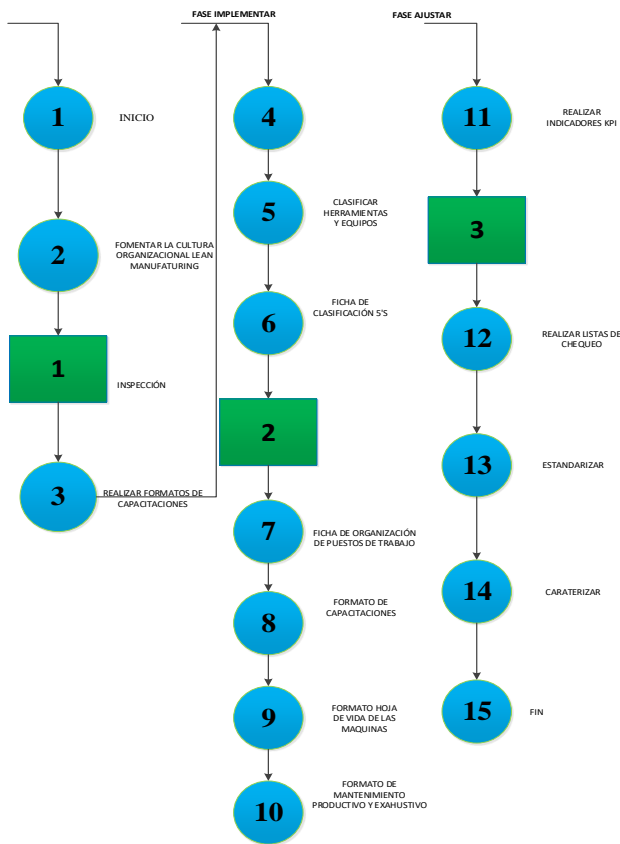 1
INICIO
2
FOMENTAR LA CULTURA
ORGANIZACIONAL LEAN
MANUFATURING
1
INSPECCIÓN
3
REALIZAR FORMATOS DE
CAPACITACIONES
FASE IMPLEMENTAR
4
5
CLASIFICAR
HERRAMIENTAS
Y EQUIPOS
6
FICHA DE
CLASIFICACIÓN 5'S
2
7
FICHA DE ORGANIZACIÓN
DE PUESTOS DE TRABAJO
8
FORMATO DE
CAPACITACIONES
9
FORMATO HOJA
DE VIDA DE LAS
MAQUINAS
10
FORMATO DE
MANTENIMIENTO
PRODUCTIVO Y EXAHUSTIVO
FASE AJUSTAR
11
REALIZAR
INDICADORES KPI
3
12
REALIZAR LISTAS DE
CHEQUEO
13
ESTANDARIZAR
14
CARATERIZAR
15
FIN